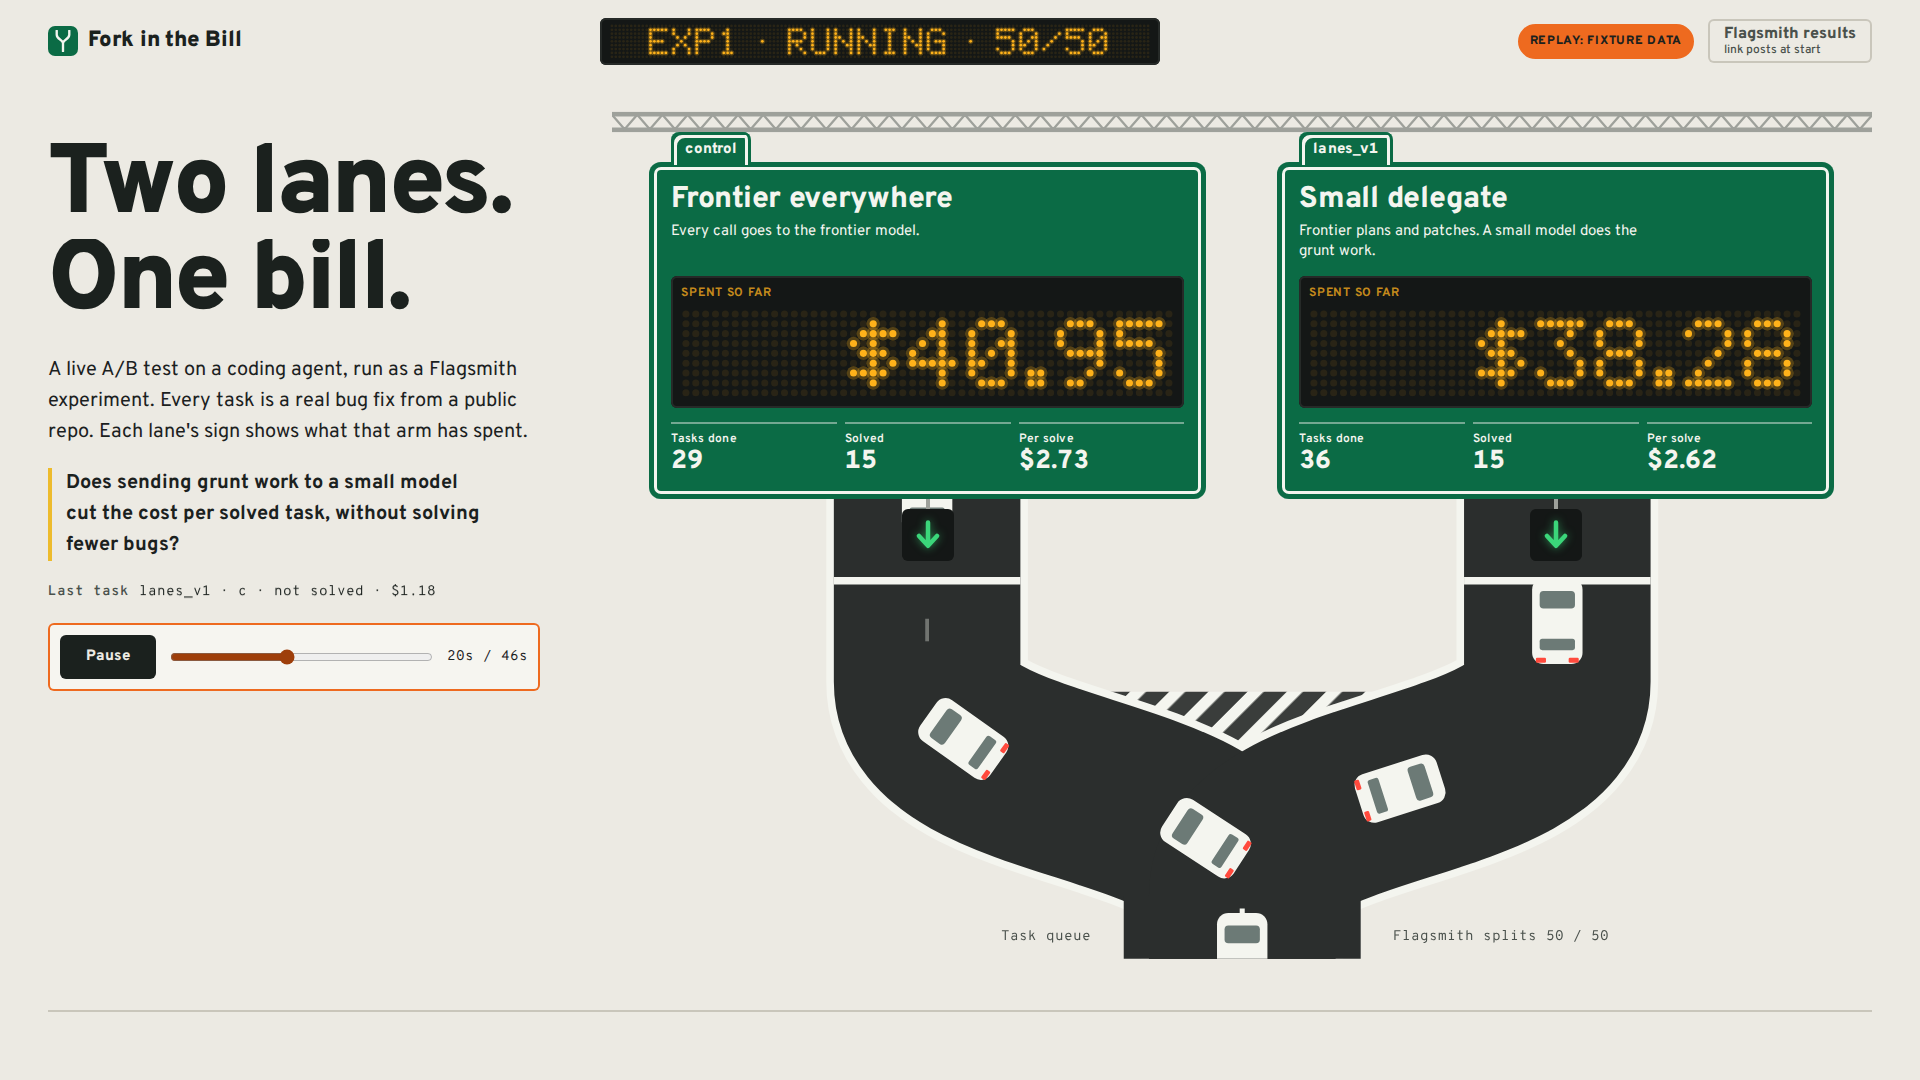 Fork in the Bill
EXP1 · RUNNING · 50/50
REPLAY: FIXTURE DATA
Flagsmith results
link posts at start
Two lanes.
One bill.
A live A/B test on a coding agent, run as a Flagsmith
experiment. Every task is a real bug fix from a public
repo. Each lane's sign shows what that arm has spent.
Does sending grunt work to a small model
cut the cost per solved task, without solving
fewer bugs?
Last task lanes_v1 · c · not solved · $1.18
Pause
20s / 46s
control
Frontier everywhere
Every call goes to the frontier model.
SPENT SO FAR
$40.95
Tasks done
29
Solved
15
Per solve
$2.73
lanes_v1
Small delegate
Frontier plans and patches. A small model does the
grunt work.
SPENT SO FAR
$38.28
Tasks done
36
Solved
15
Per solve
$2.62
Task queue
Flagsmith splits 50 / 50